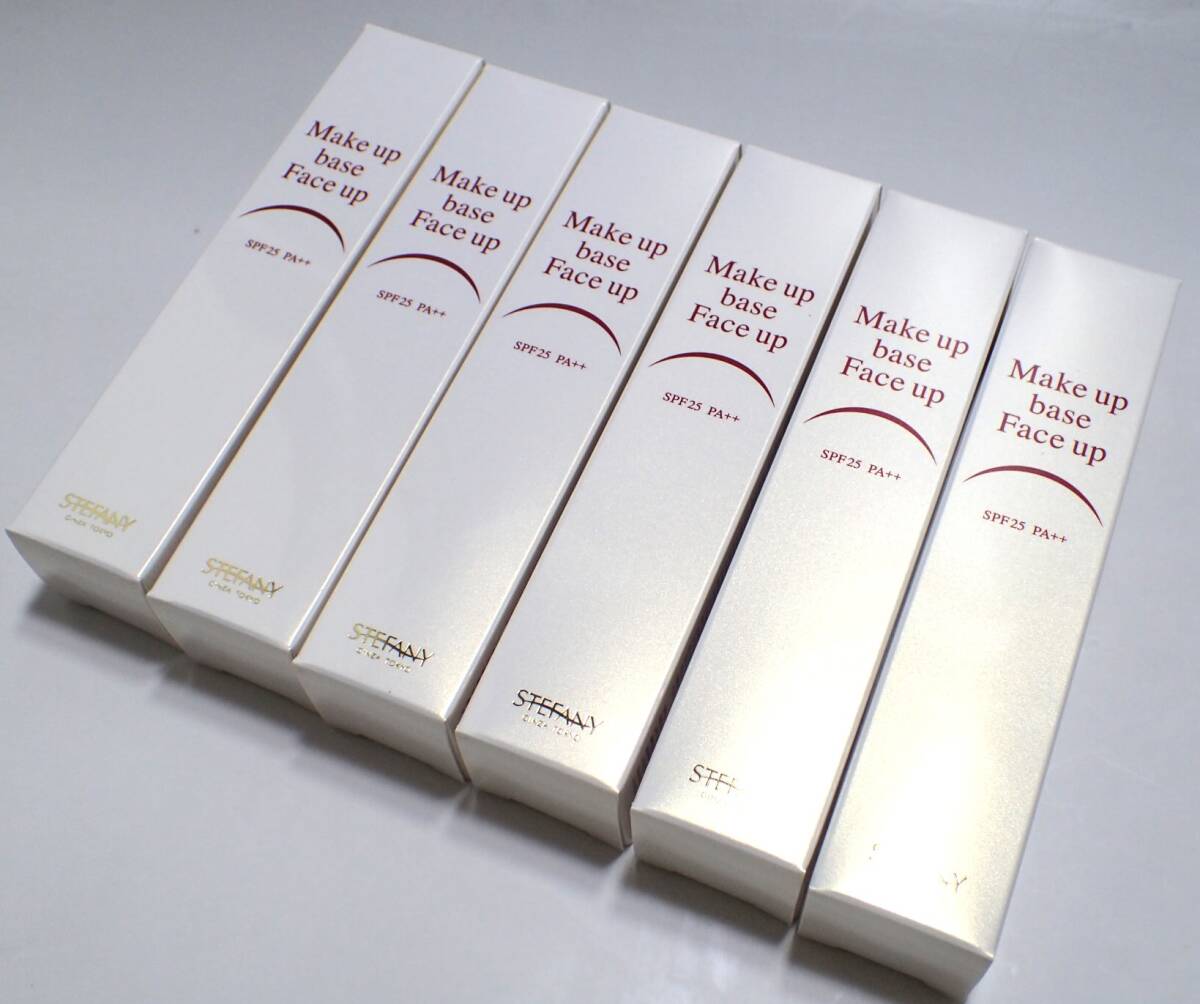 Make up
base
Face up
SPF25 PA++
STEFANY
GINZA TOKYO
Make up
base
Face up
SPF25 PA++
STEFANY
GINZA TOKYO
Make up
base
Face up
SPF25 PA++
STEFANY
GINZA TOKYO
Make up
base
Face up
SPF25 PA++
STEFANY
GINZA TOKYO
Make up
base
Face up
SPF25 PA++
Make up
base
Face up
SPF25 PA++